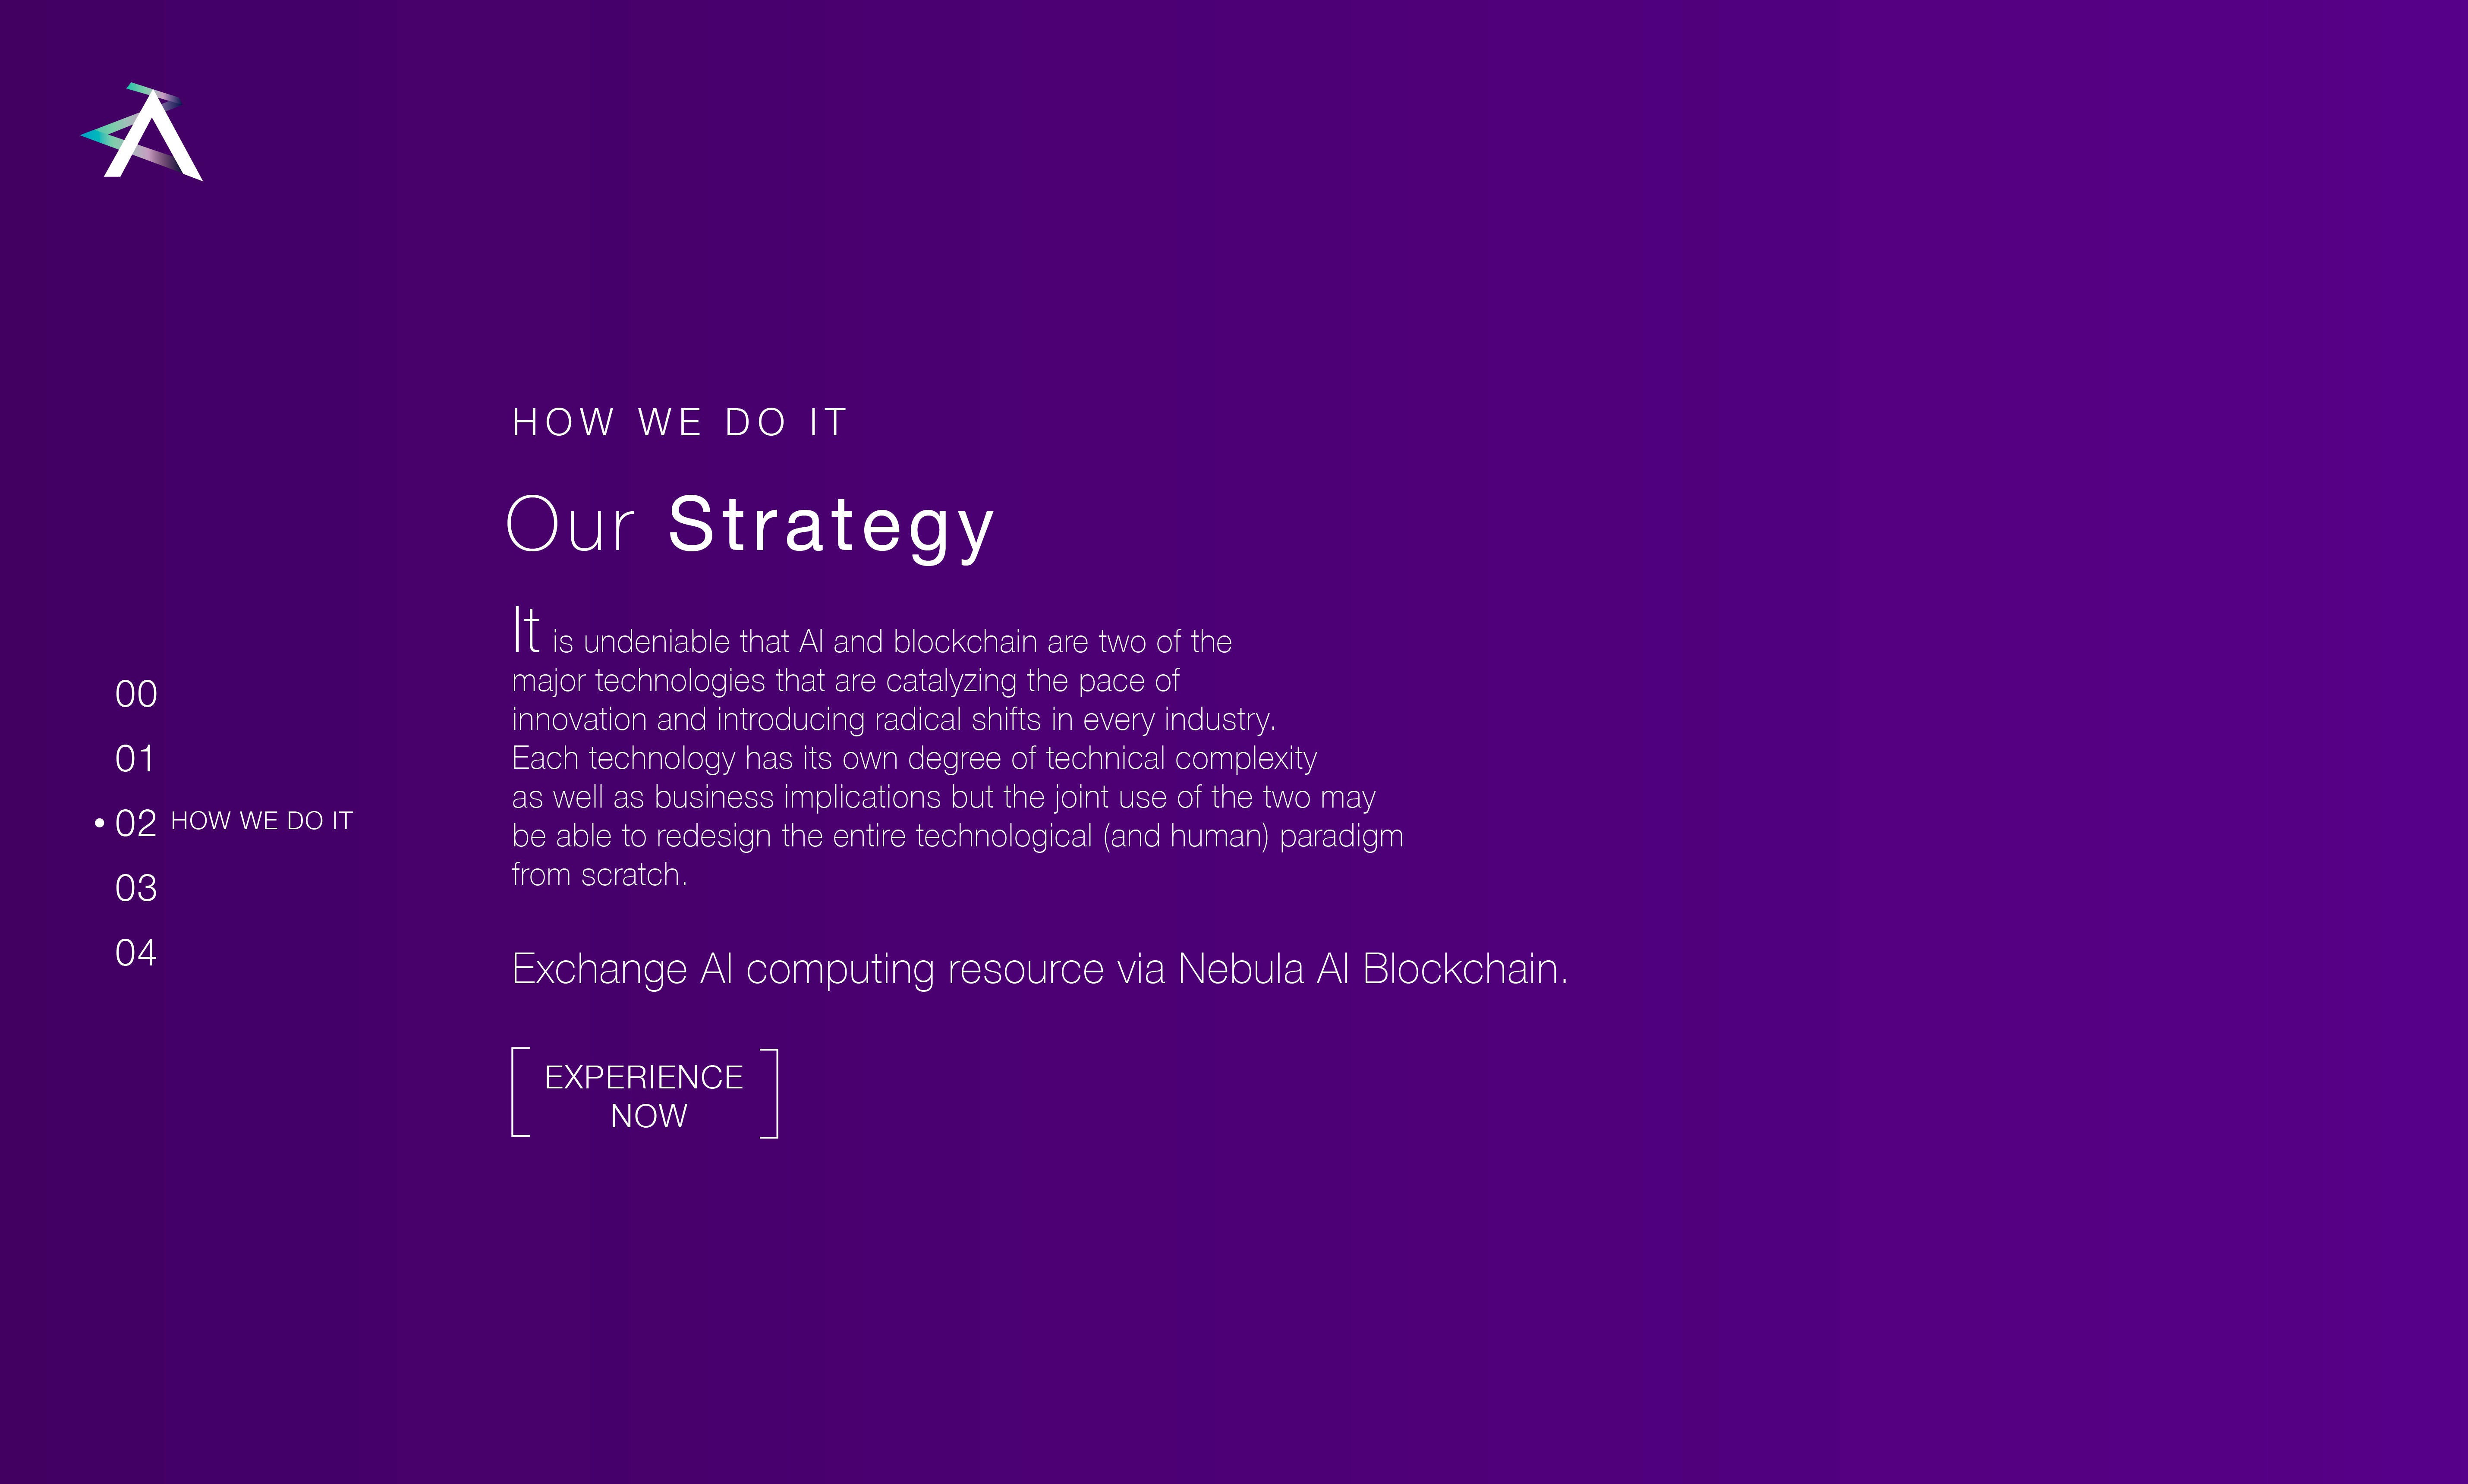 HOW WE DO IT
Our Strategy
It is undeniable that AI and blockchain are two of the
major technologies that are catalyzing the pace of
innovation and introducing radical shifts in every industry.
Each technology has its own degree of technical complexity
as well as business implications but the joint use of the two may
be able to redesign the entire technological (and human) paradigm
from scratch.
00
01
• 02 HOW WE DO IT
03
04
Exchange AI computing resource via Nebula AI Blockchain.
EXPERIENCE
NOW